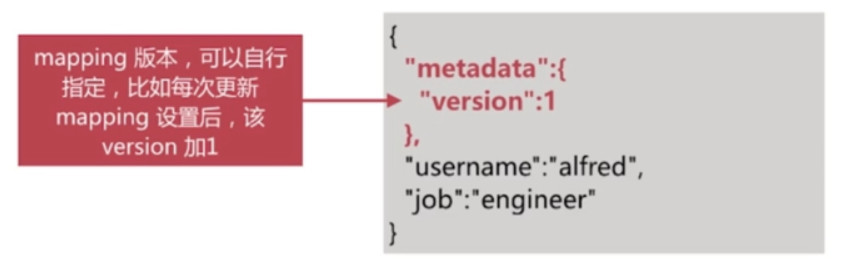 mapping 版本，可以自行
指定，比如每次更新
mapping 设置后，该
version 加1
{
"metadata":{
"version":1
},
"username":"alfred",
"job":"engineer"
}